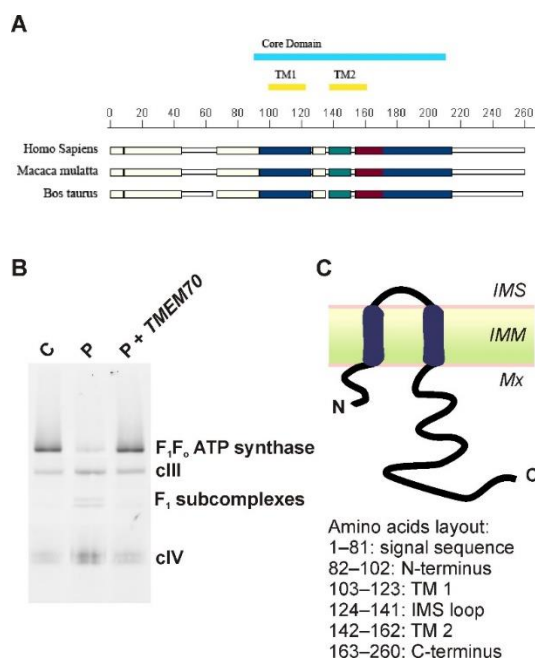 A
Core Domain
TM1 TM2
0 20 40 60 80 100 120 140 160 180 200 220 240 260
Homo Sapiens
Macaca mulatta
Bos taurus
B
C P P + TMEM70
F₁Fₒ ATP synthase
cIII
F₁ subcomplexes
cIV
C
IMS
IMM
Mx
N
C
Amino acids layout:
1–81: signal sequence
82–102: N-terminus
103–123: TM 1
124–141: IMS loop
142–162: TM 2
163–260: C-terminus